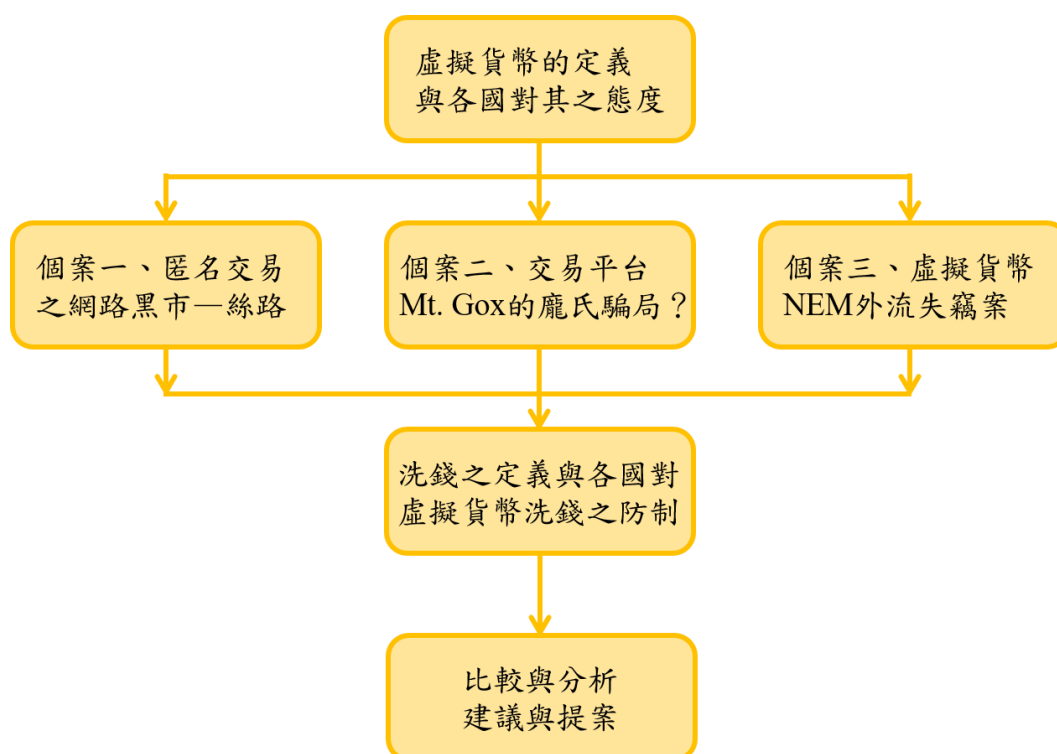 虛擬貨幣的定義
與各國對其之態度
個案一、匿名交易
之網路黑市—絲路
個案二、交易平台
Mt. Gox的龐氏騙局？
個案三、虛擬貨幣
NEM外流失竊案
洗錢之定義與各國對
虛擬貨幣洗錢之防制
比較與分析
建議與提案